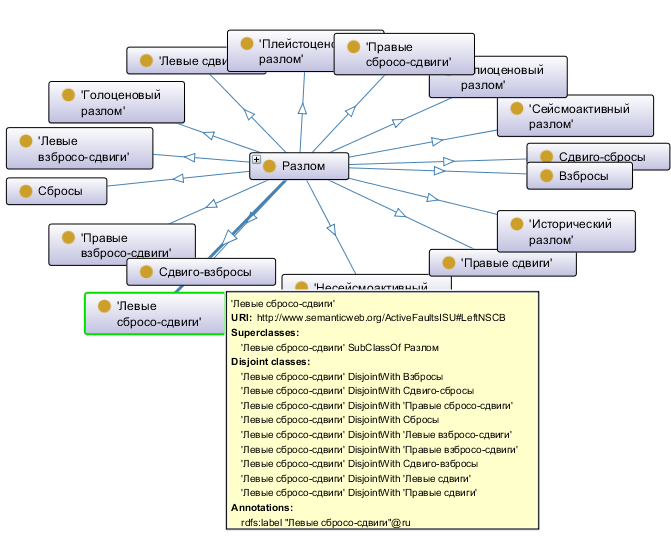 'Левые
'Плейстоцен
разлом'
'Правые
сбросо-сдвиги'
разлом'
'Голоценовый
разлом'
'Сейсмоактивный
разлом'
'Левые
взбросо-сдвиги'
Разлом
Сдвиго-сбросы
Взбросы
Сбросы
'Правые
взбросо-сдвиги'
'Исторический
разлом'
Сдвиго-взбросы
'Правые сдвиги'
'Несейсмоактивный
'Левые
сбросо-сдвиги'
'Левые сбросо-сдвиги'
URI: http://www.semanticweb.org/ActiveFaultsISU#LeftNSCB
Superclasses:
'Левые сбросо-сдвиги' SubClassOf Разлом
Disjoint classes:
'Левые сбросо-сдвиги' DisjointWith Взбросы
'Левые сбросо-сдвиги' DisjointWith Сдвиго-сбросы
'Левые сбросо-сдвиги' DisjointWith 'Правые сбросо-сдвиги'
'Левые сбросо-сдвиги' DisjointWith Сбросы
'Левые сбросо-сдвиги' DisjointWith 'Левые взбросо-сдвиги'
'Левые сбросо-сдвиги' DisjointWith 'Правые взбросо-сдвиги'
'Левые сбросо-сдвиги' DisjointWith Сдвиго-взбросы
'Левые сбросо-сдвиги' DisjointWith 'Левые сдвиги'
'Левые сбросо-сдвиги' DisjointWith 'Правые сдвиги'
Annotations:
rdfs:label "Левые сбросо-сдвиги"@ru